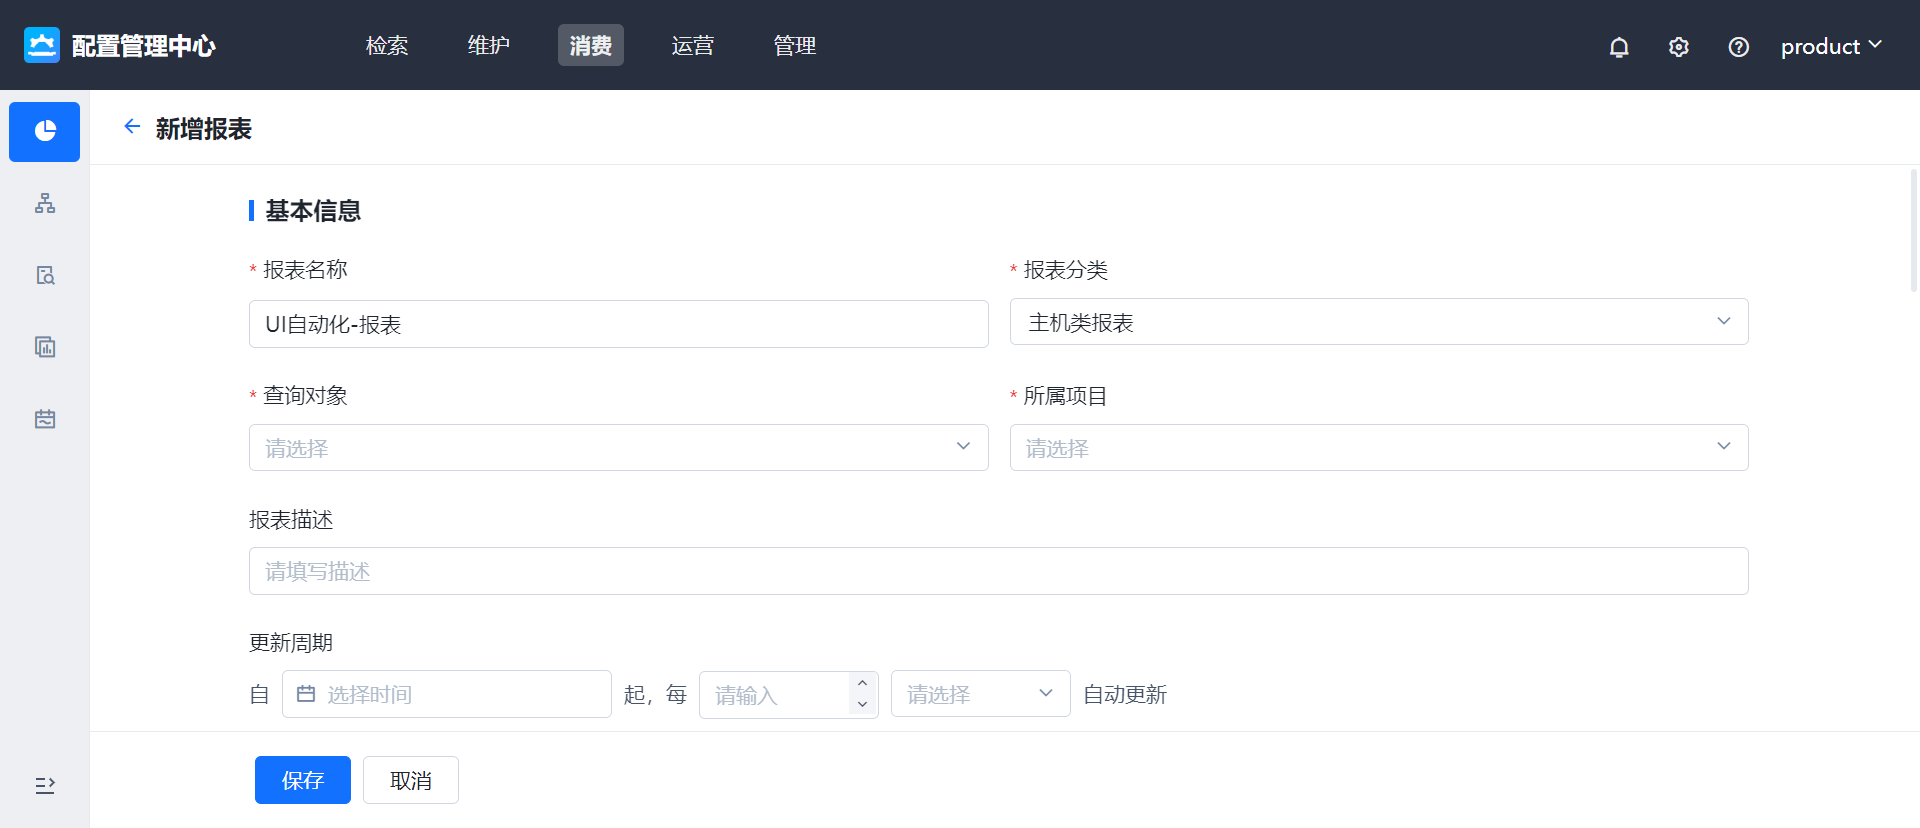 配置管理中心 检索 维护 消费 运营 管理 product
新增报表
基本信息
* 报表名称 * 报表分类
UI自动化-报表 主机类报表
* 查询对象 * 所属项目
请选择 请选择
报表描述
请填写描述
更新周期
自 选择时间 起，每 请输入 请选择 自动更新
保存 取消